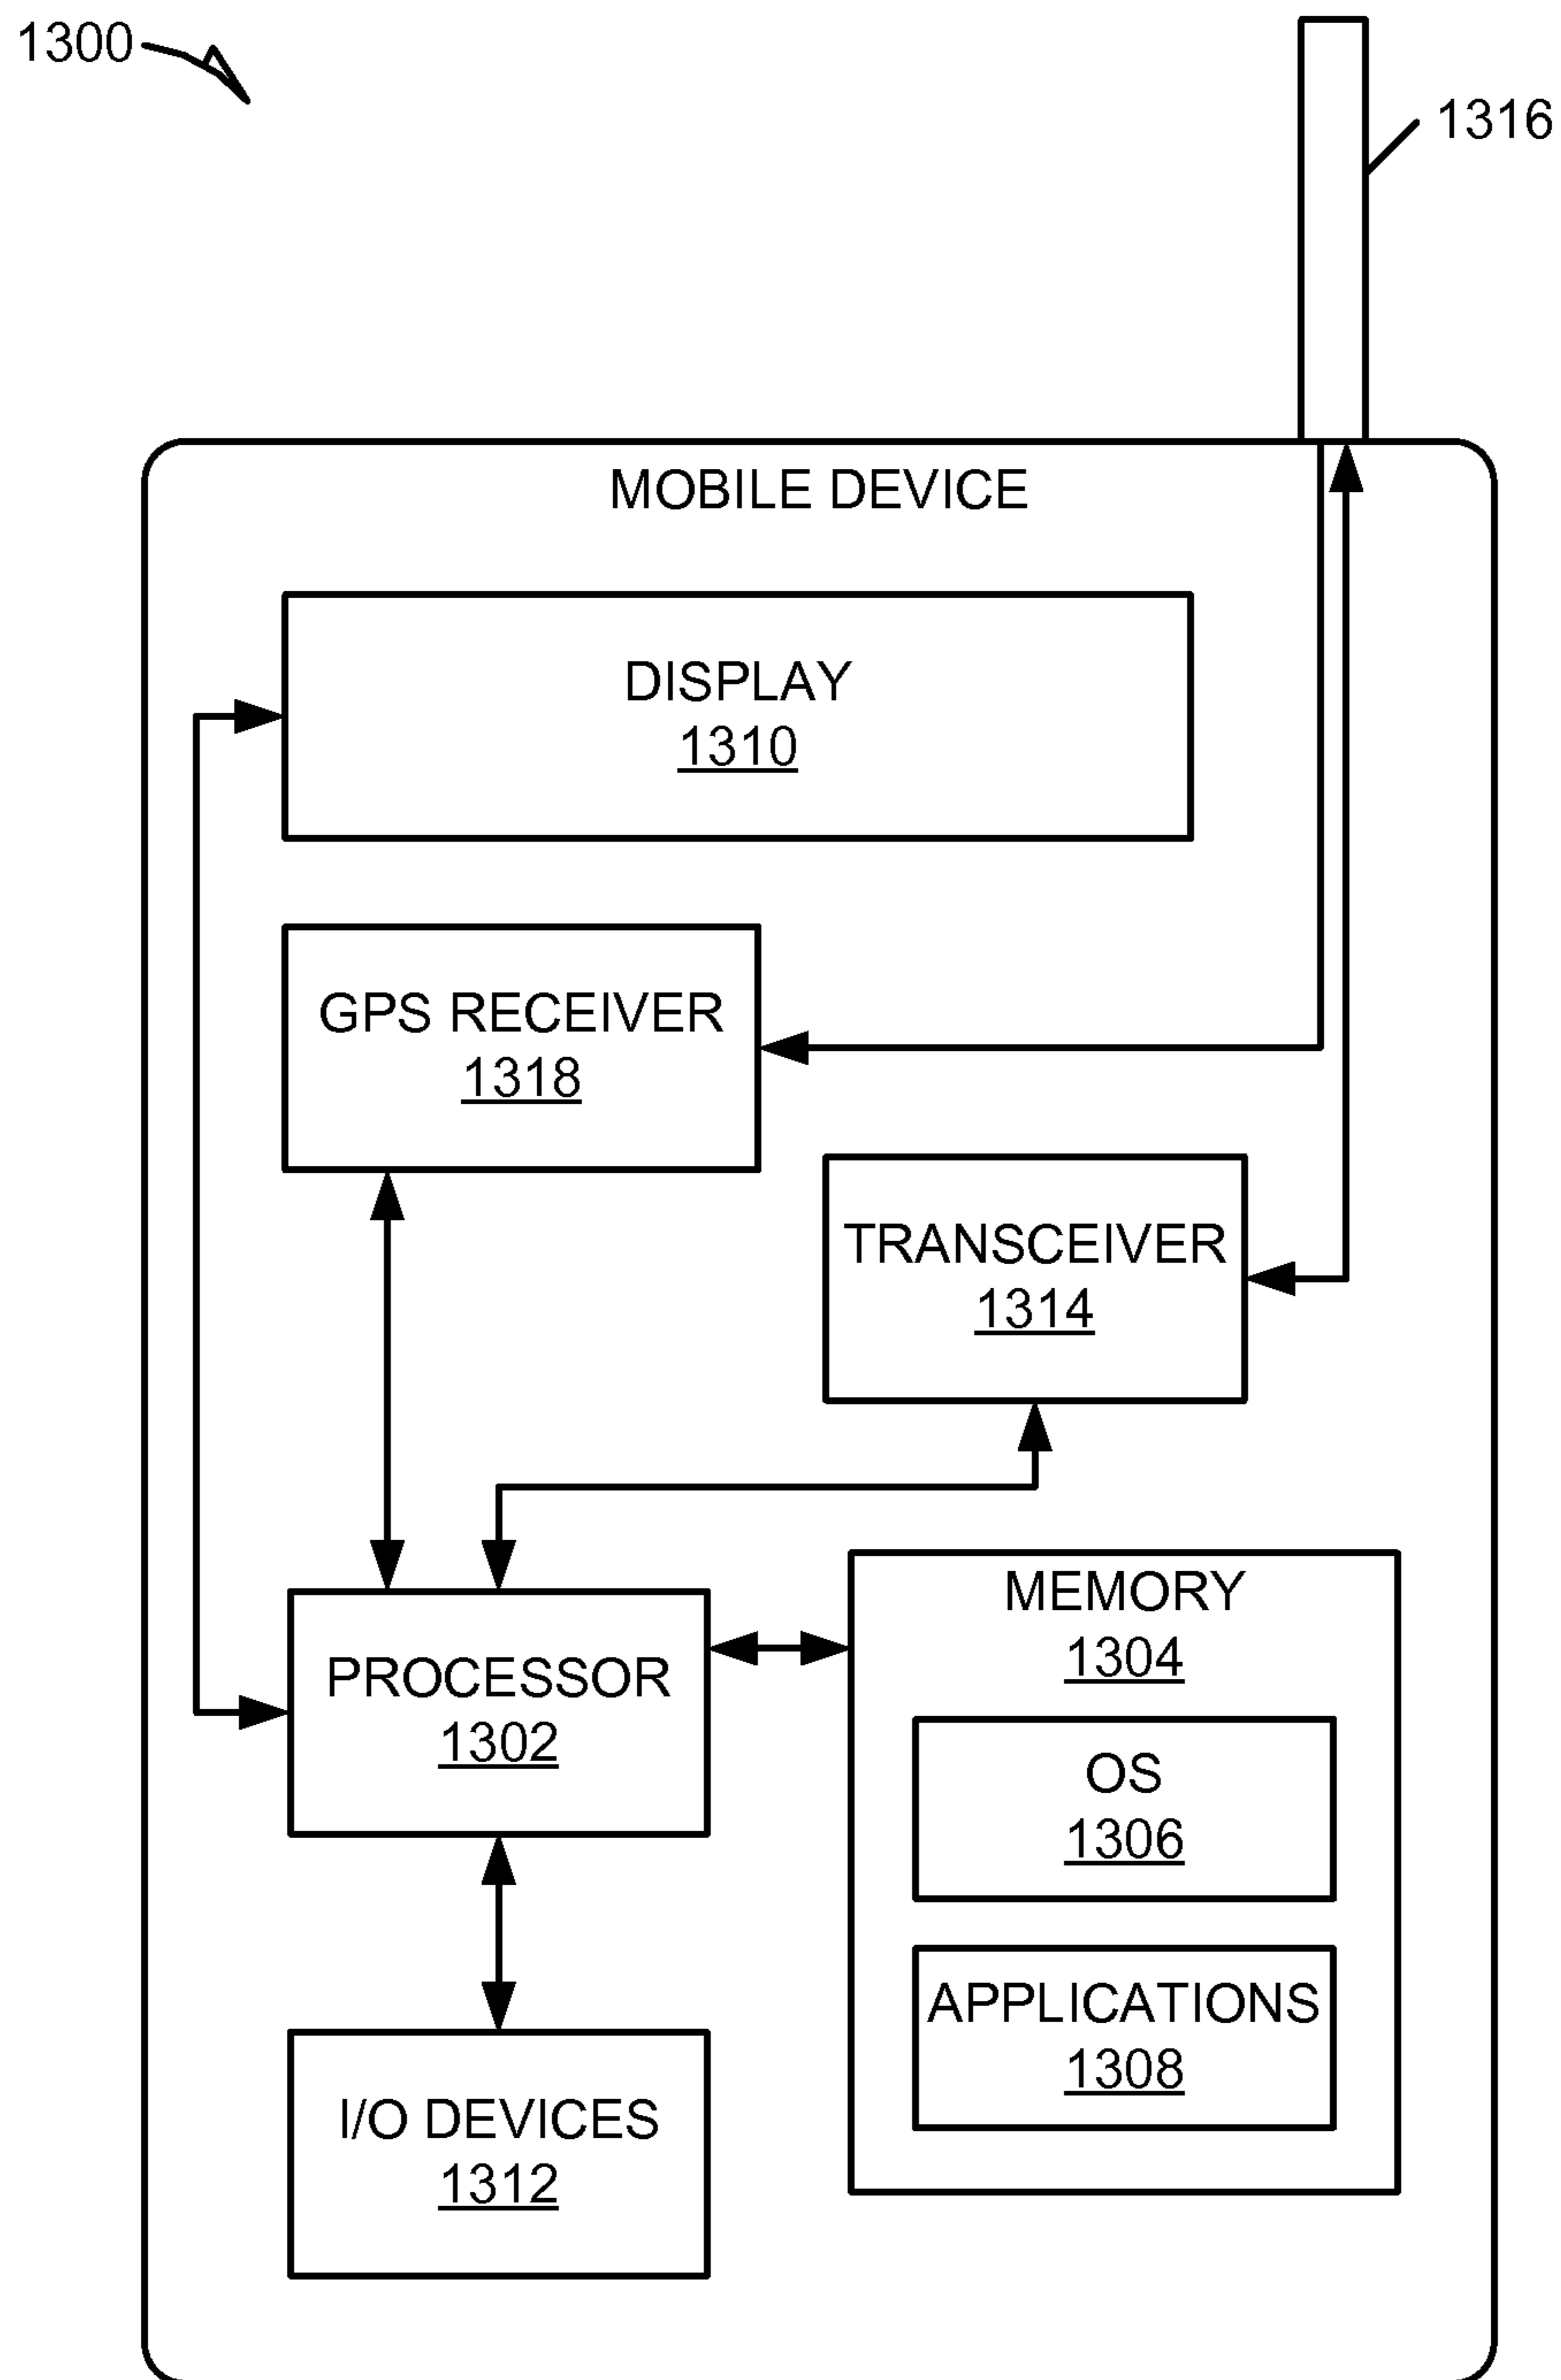 1300
1316
MOBILE DEVICE
DISPLAY
1310
GPS RECEIVER
1318
TRANSCEIVER
1314
MEMORY
1304
PROCESSOR
1302
OS
1306
APPLICATIONS
1308
I/O DEVICES
1312